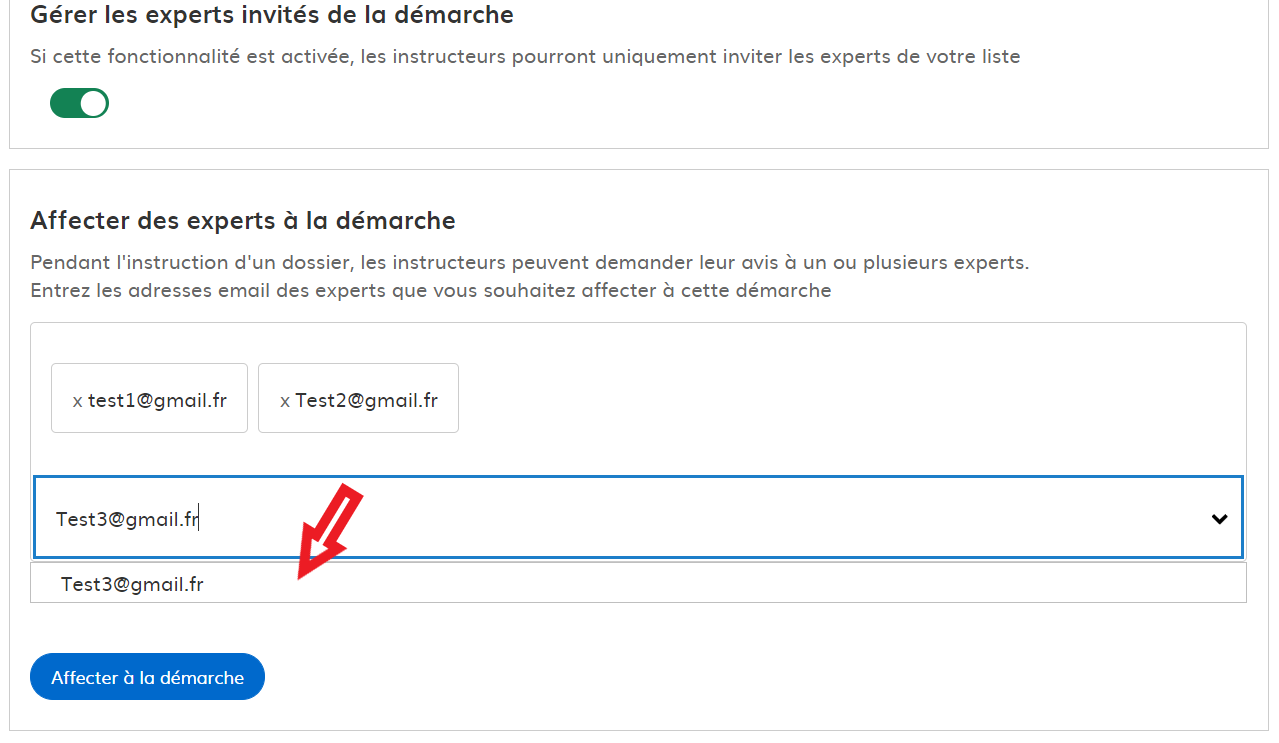 Gérer les experts invités de la démarche
Si cette fonctionnalité est activée, les instructeurs pourront uniquement inviter les experts de votre liste
Affecter des experts à la démarche
Pendant l'instruction d'un dossier, les instructeurs peuvent demander leur avis à un ou plusieurs experts.
Entrez les adresses email des experts que vous souhaitez affecter à cette démarche
x test1@gmail.fr x Test2@gmail.fr
Test3@gmail.fr
Test3@gmail.fr
Affecter à la démarche